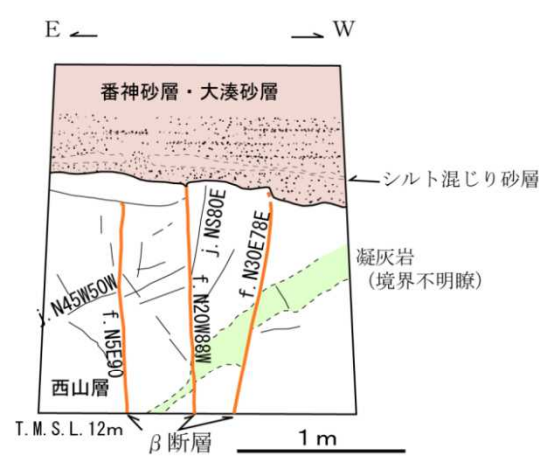 E W
番神砂層・大湊砂層
シルト混じり砂層
凝灰岩
(境界不明瞭)
j. NS80E
f. N30E78E
j. N45W50W
f. N5E90
f. N20W88W
西山層
T.M.S.L. 12m
β断層
1m